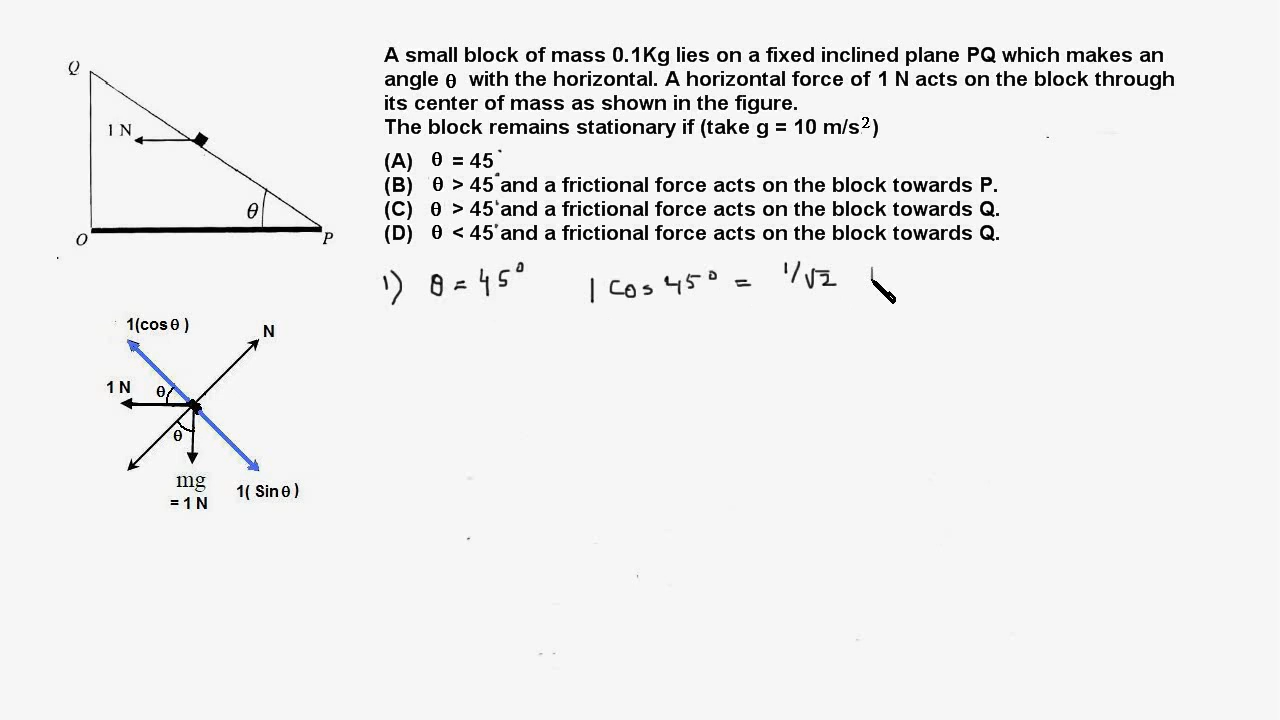 Q
1 N
θ
O
P
A small block of mass 0.1Kg lies on a fixed inclined plane PQ which makes an
angle θ with the horizontal. A horizontal force of 1 N acts on the block through
its center of mass as shown in the figure.
The block remains stationary if (take g = 10 m/s²)
(A) θ = 45°
(B) θ > 45° and a frictional force acts on the block towards P.
(C) θ > 45° and a frictional force acts on the block towards Q.
(D) θ < 45° and a frictional force acts on the block towards Q.
1) θ = 45° 1 cos 45° = 1/√2
1(cos θ )
N
1 N
θ
θ
mg
= 1 N
1( Sin θ )